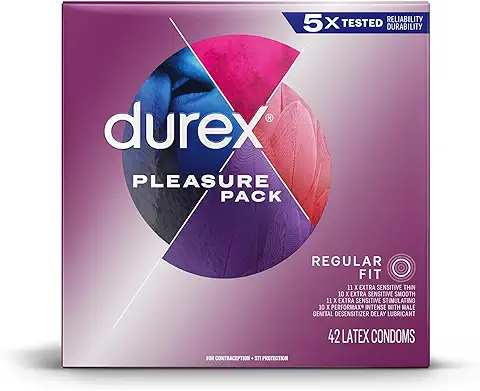 5X TESTED RELIABILITY DURABILITY
durex®
PLEASURE
PACK
REGULAR
FIT
11 X EXTRA SENSITIVE THIN
10 X EXTRA SENSITIVE SMOOTH
11 X EXTRA SENSITIVE STIMULATING
10 X PERFORMAX® INTENSE WITH MALE
GENITAL DESENSITIZER DELAY LUBRICANT
42 LATEX CONDOMS
FOR CONTRACEPTION + STI PROTECTION